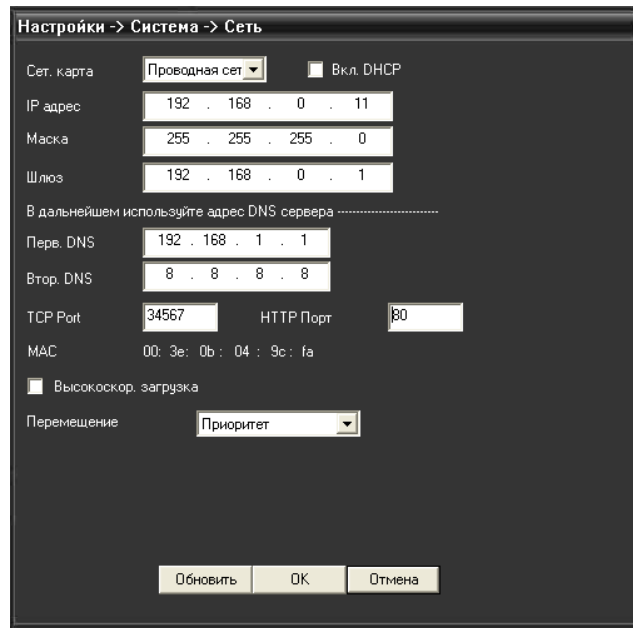 Настройки -> Система -> Сеть
Сет. карта Проводная сет Вкл. DHCP
IP адрес 192 . 168 . 0 . 11
Маска 255 . 255 . 255 . 0
Шлюз 192 . 168 . 0 . 1
В дальнейшем используйте адрес DNS сервера --------------------------
Перв. DNS 192 . 168 . 1 . 1
Втор. DNS 8 . 8 . 8 . 8
TCP Port 34567 HTTP Порт 80
MAC 00: 3e: 0b : 04 : 9c : fa
Высокоскор. загрузка
Перемещение Приоритет
Обновить OK Отмена